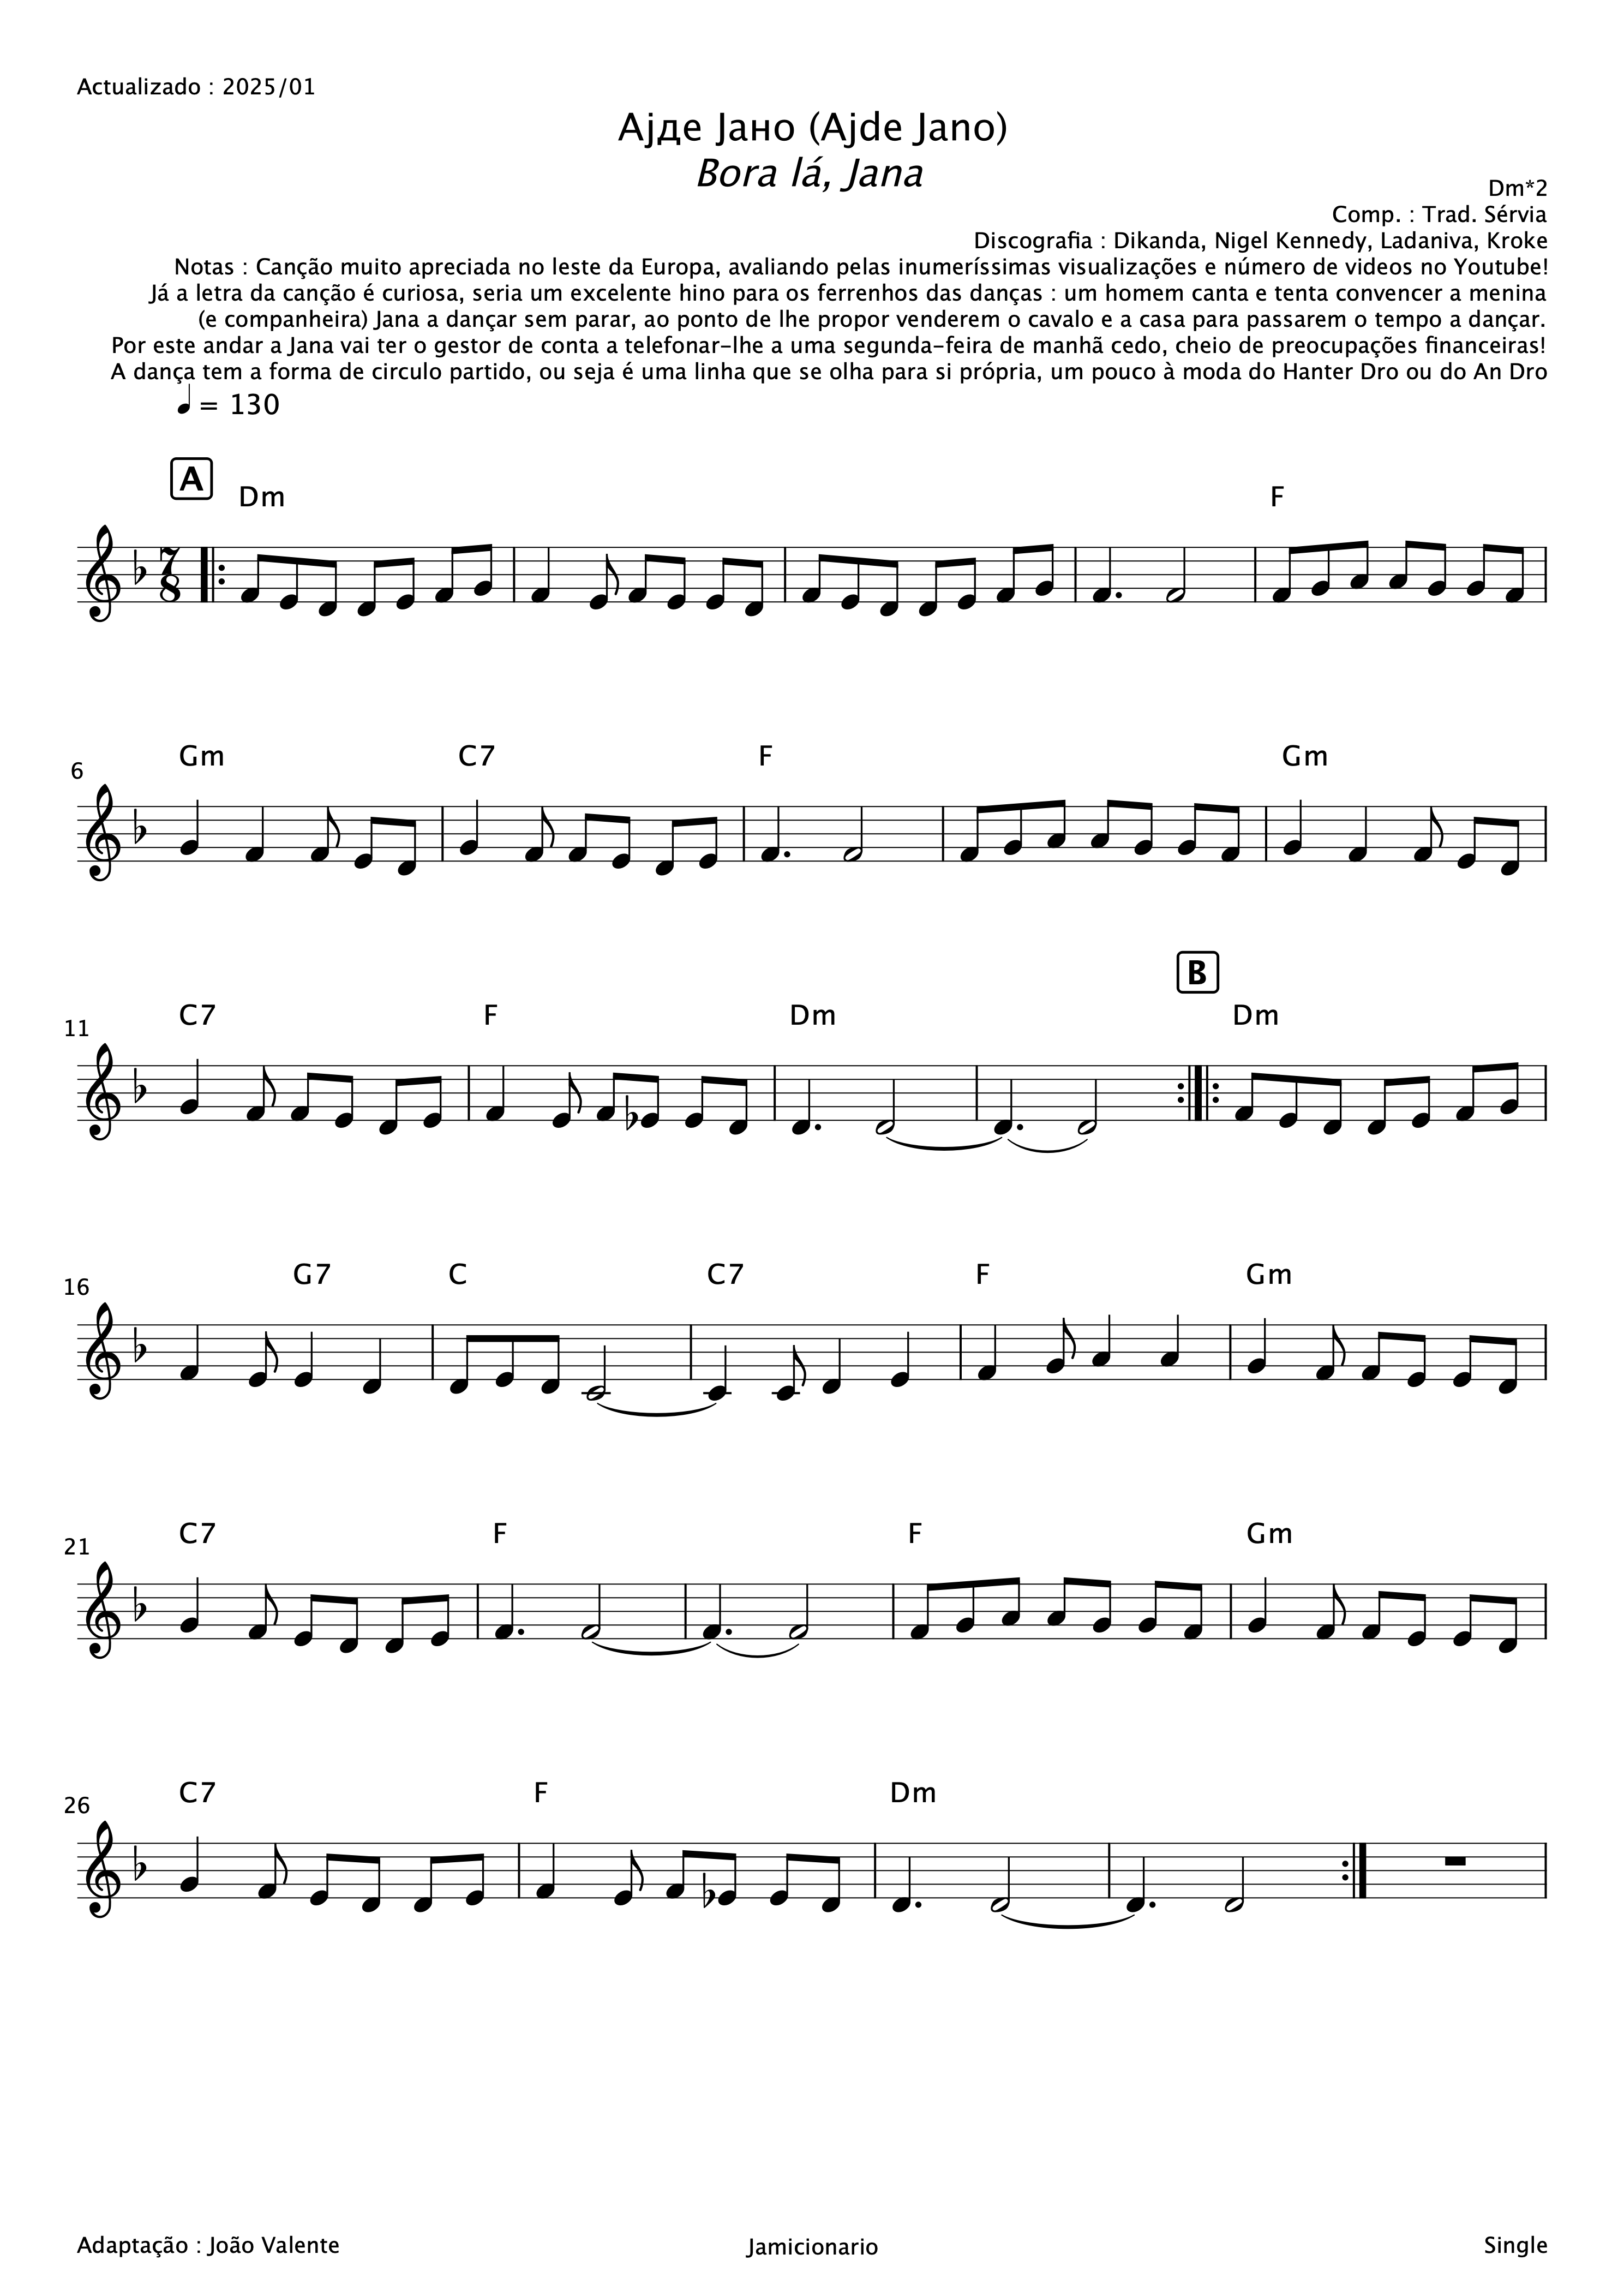 Actualizado : 2025/01
Ајде Јано (Ajde Jano)
Bora lá, Jana
Dm*2
Comp. : Trad. Sérvia
Discografia : Dikanda, Nigel Kennedy, Ladaniva, Kroke
Notas : Canção muito apreciada no leste da Europa, avaliando pelas inumeríssimas visualizações e número de videos no Youtube!
Já a letra da canção é curiosa, seria um excelente hino para os ferrenhos das danças : um homem canta e tenta convencer a menina
(e companheira) Jana a dançar sem parar, ao ponto de lhe propor venderem o cavalo e a casa para passarem o tempo a dançar.
Por este andar a Jana vai ter o gestor de conta a telefonar-lhe a uma segunda-feira de manhã cedo, cheio de preocupações financeiras!
A dança tem a forma de circulo partido, ou seja é uma linha que se olha para si própria, um pouco à moda do Hanter Dro ou do An Dro
= 130
A
Dm F
7
8
Gm C7 F Gm
6
B
C7 F Dm Dm
11
G7 C C7 F Gm
16
C7 F F Gm
21
C7 F Dm
26
Adaptação : João Valente Jamicionario Single